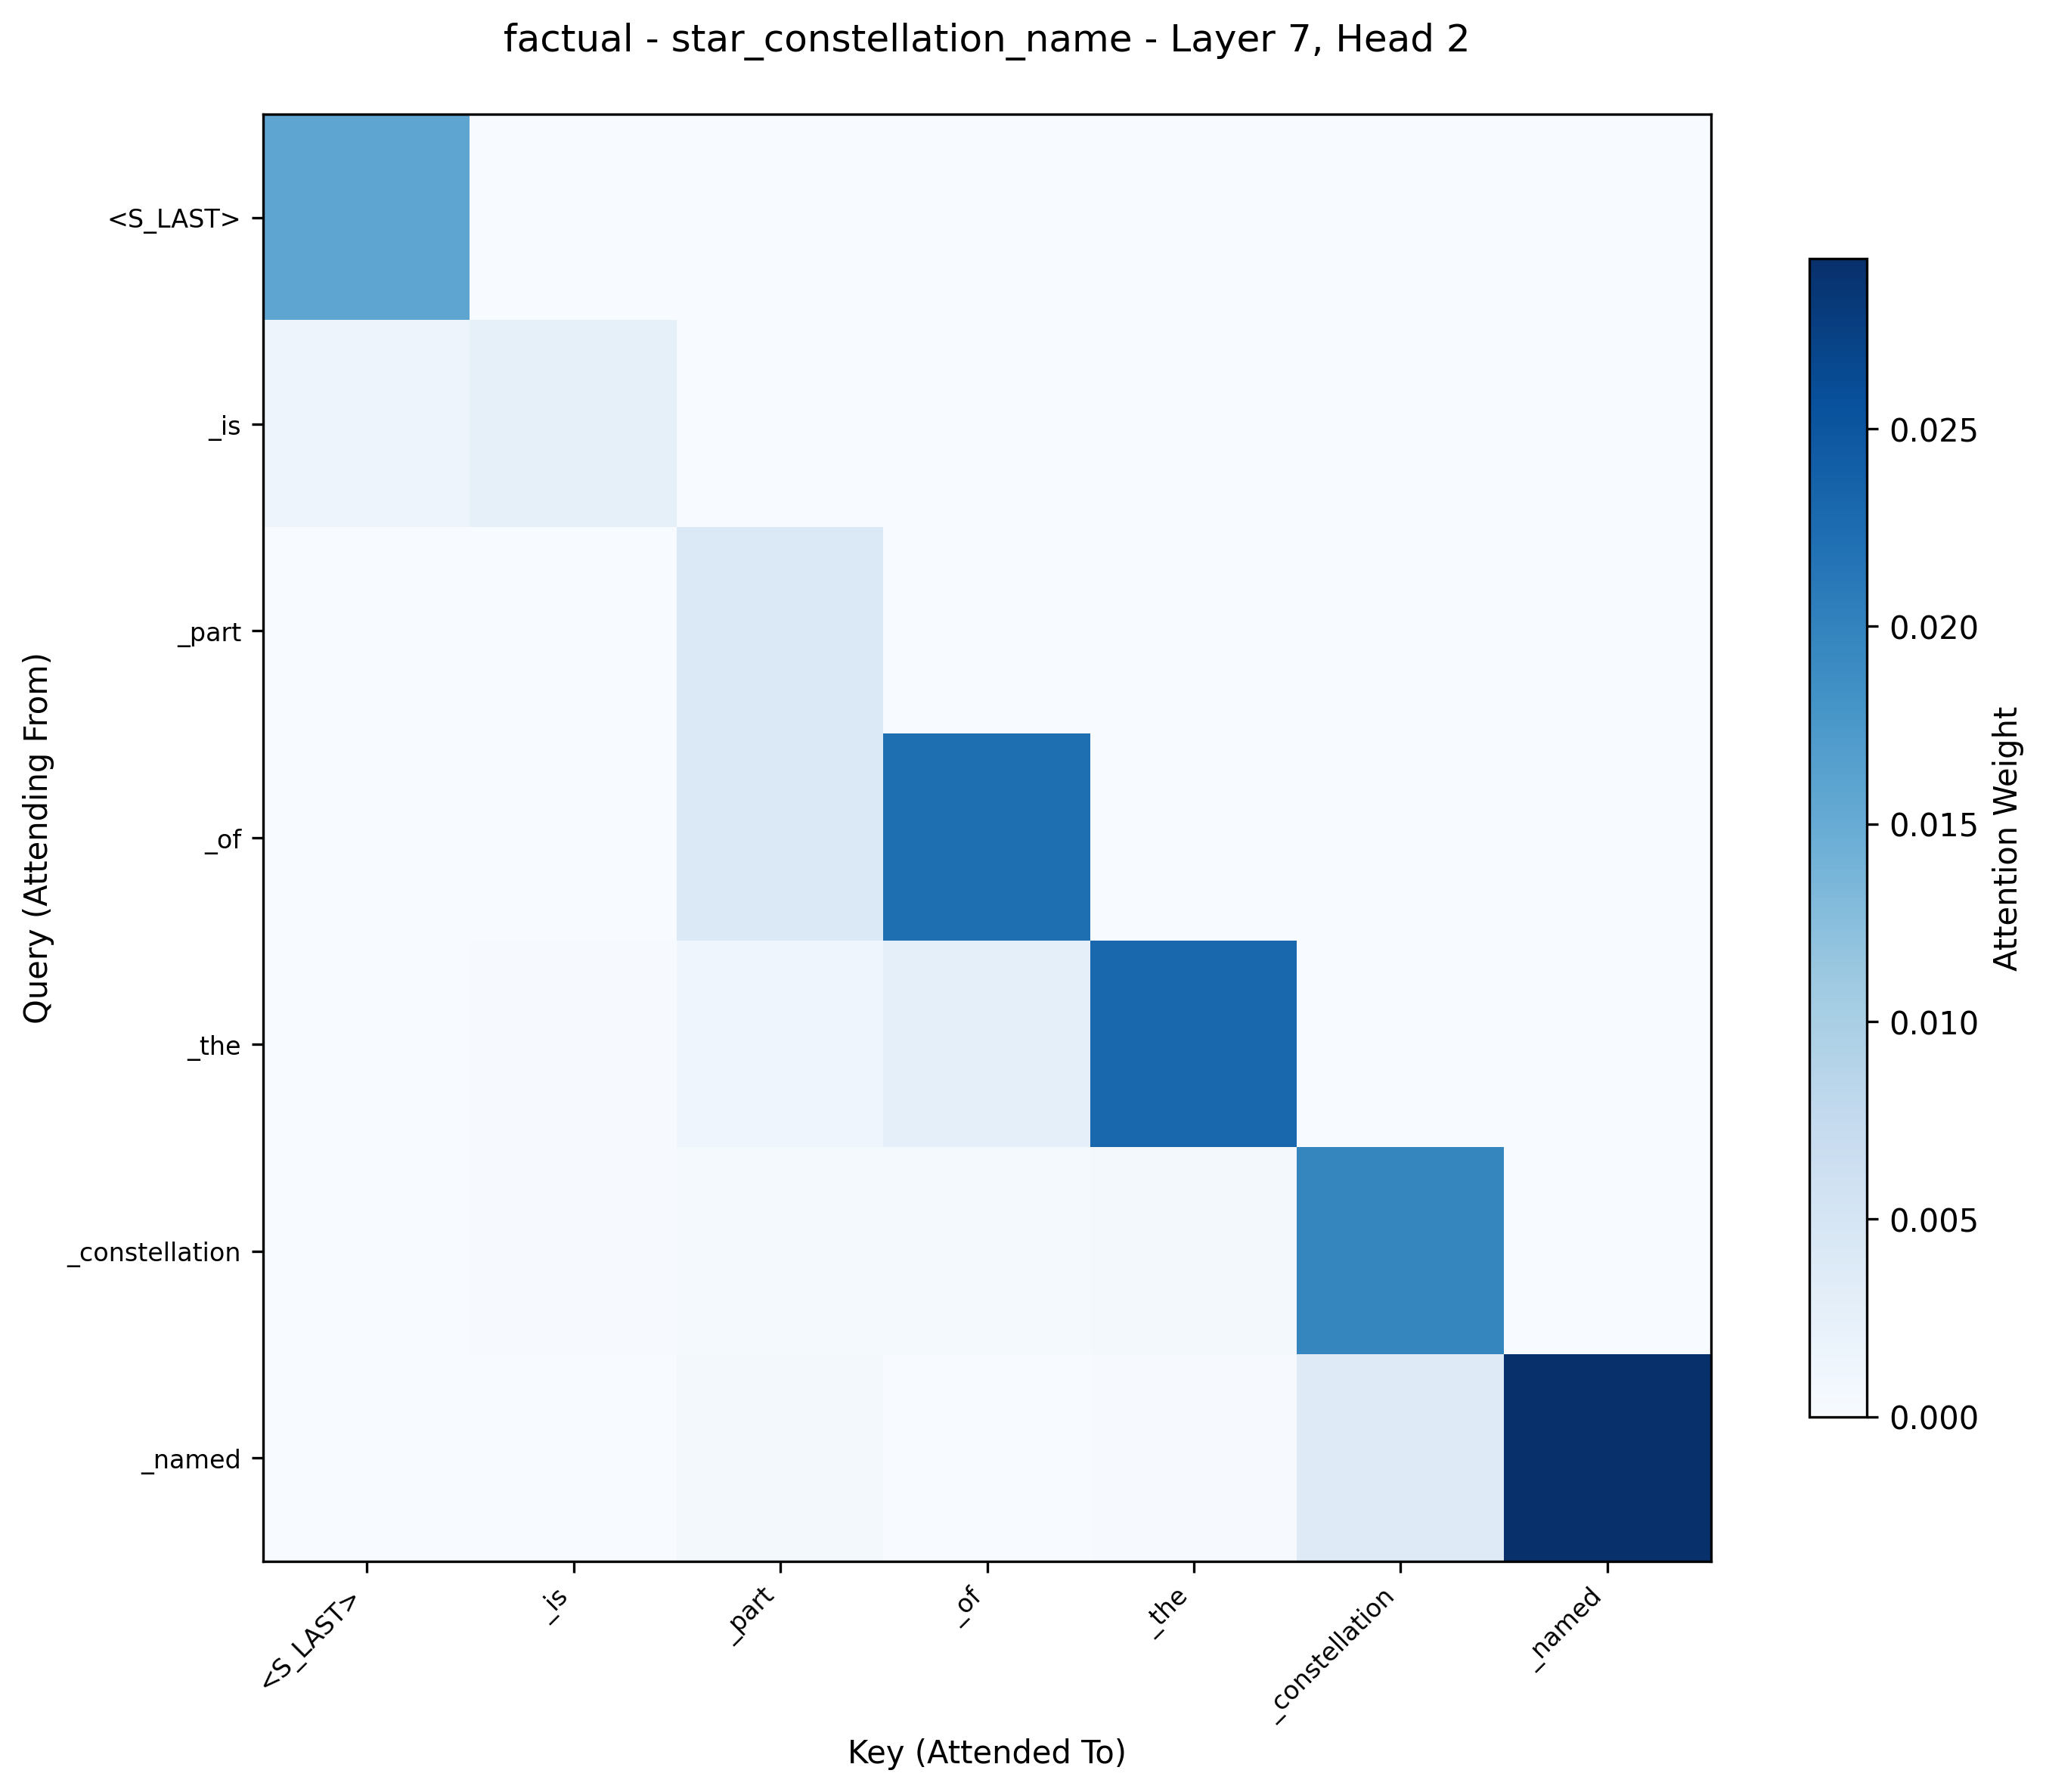 factual - star_constellation_name - Layer 7, Head 2
Query (Attending From)
<S_LAST>
_is
_part
_of
_the
_constellation
_named
<S_LAST>
_is
_part
_of
_the
_constellation
_named
Key (Attended To)
0.025
0.020
0.015
0.010
0.005
0.000
Attention Weight